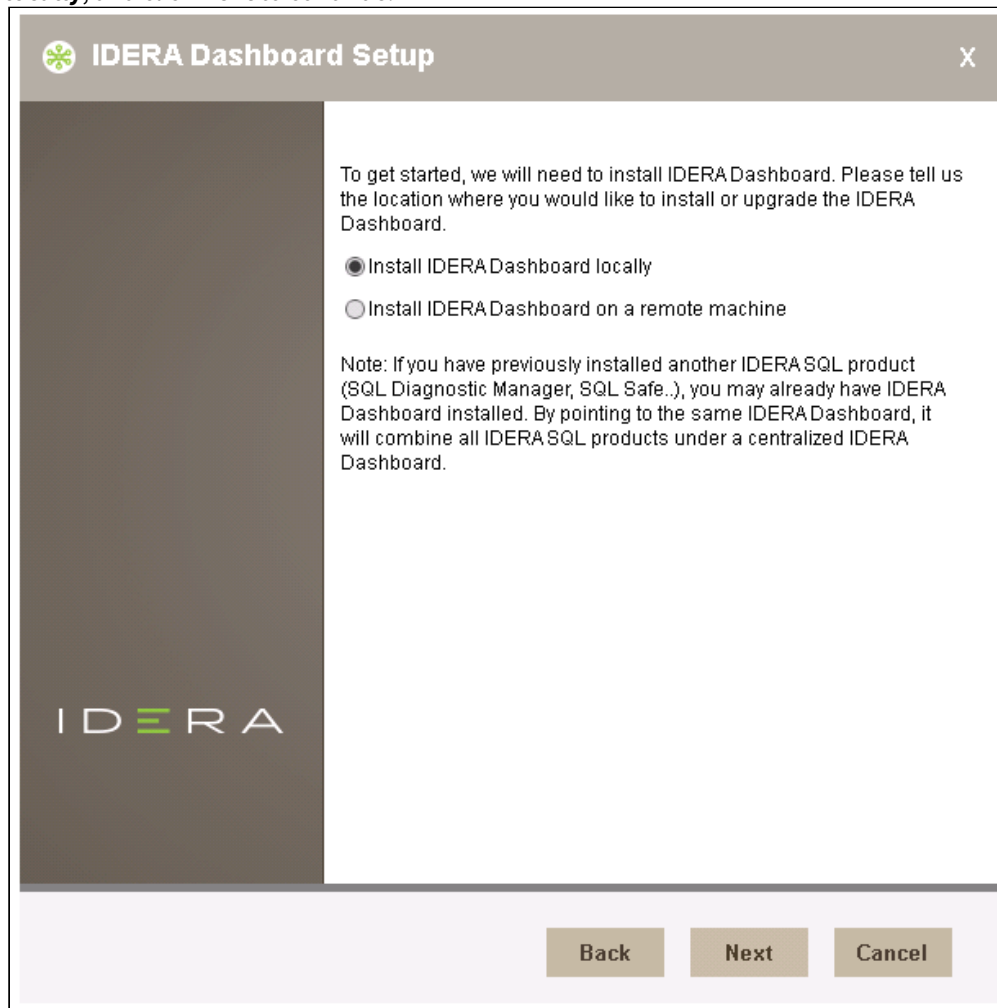 IDERA Dashboard Setup
X
To get started, we will need to install IDERA Dashboard. Please tell us
the location where you would like to install or upgrade the IDERA
Dashboard.
Install IDERA Dashboard locally
Install IDERA Dashboard on a remote machine
Note: If you have previously installed another IDERA SQL product
(SQL Diagnostic Manager, SQL Safe..), you may already have IDERA
Dashboard installed. By pointing to the same IDERA Dashboard, it
will combine all IDERA SQL products under a centralized IDERA
Dashboard.
IDERA
Back
Next
Cancel